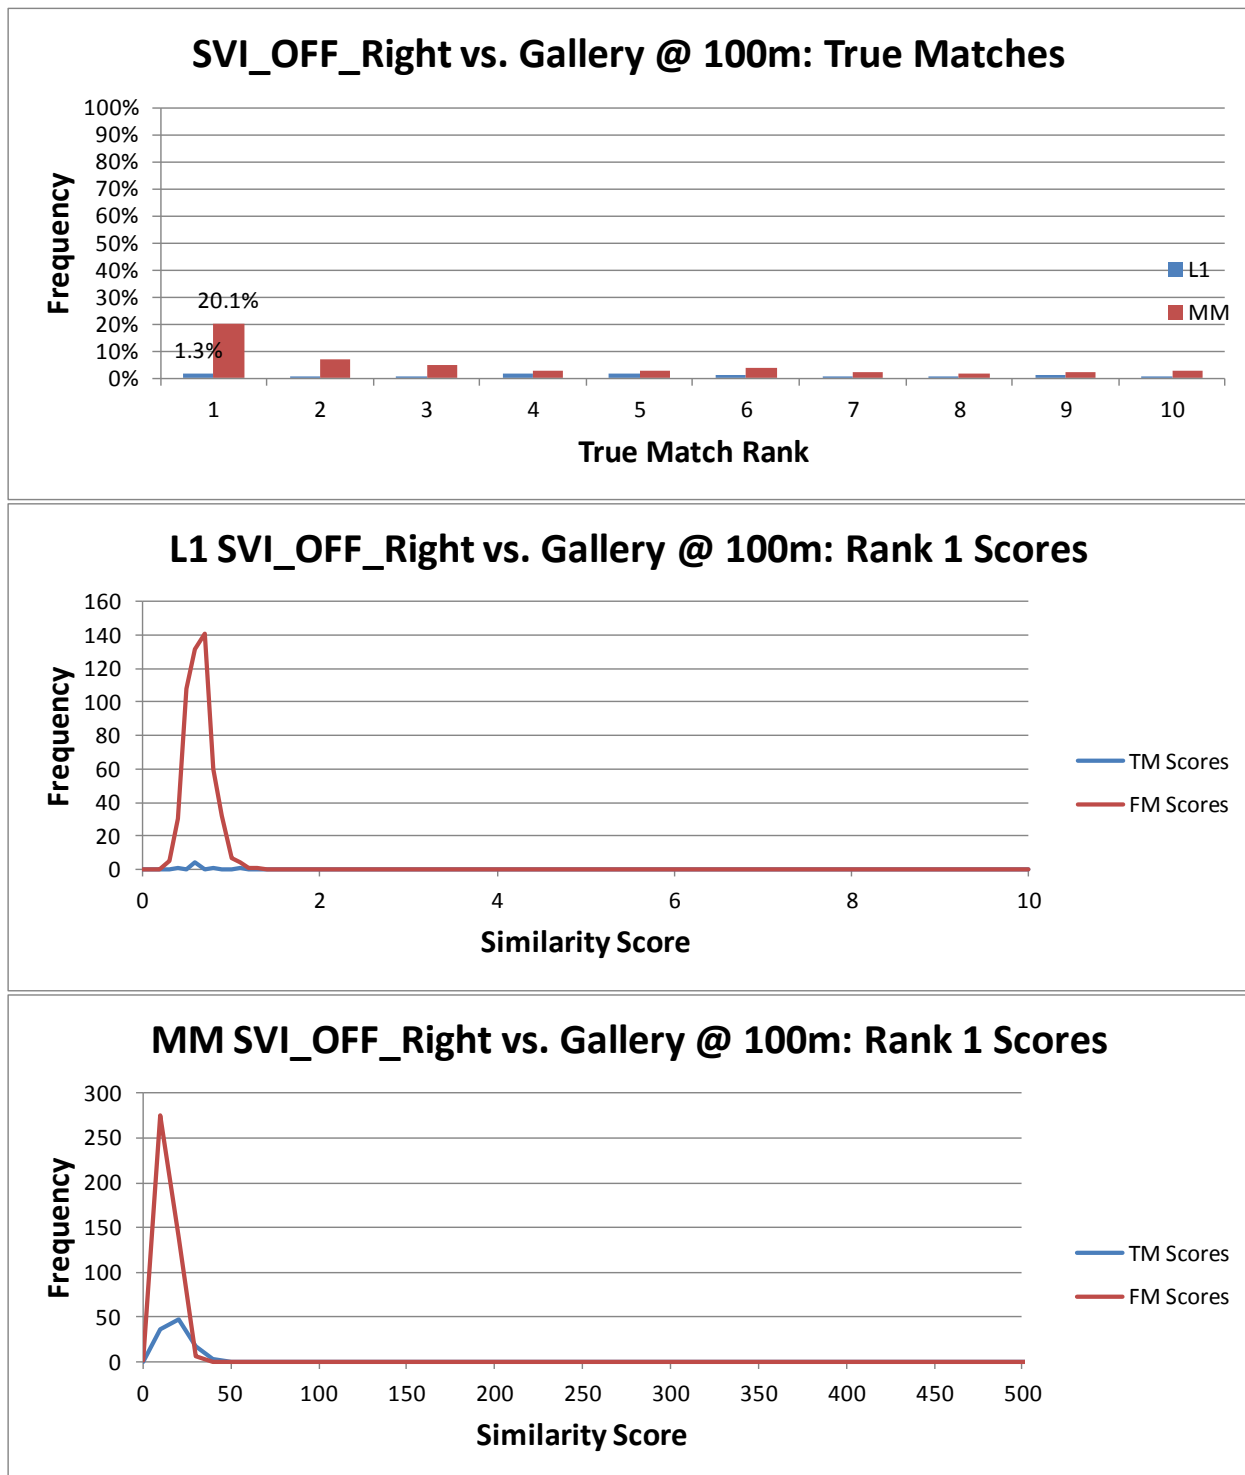 SVI_OFF_Right vs. Gallery @ 100m: True Matches
100%
90%
80%
70%
60%
50%
40%
30%
20%
10%
0%
Frequency
20.1%
1.3%
L1
MM
1 2 3 4 5 6 7 8 9 10
True Match Rank
L1 SVI_OFF_Right vs. Gallery @ 100m: Rank 1 Scores
160
140
120
100
80
60
40
20
0
Frequency
TM Scores
FM Scores
0 2 4 6 8 10
Similarity Score
MM SVI_OFF_Right vs. Gallery @ 100m: Rank 1 Scores
300
250
200
150
100
50
0
Frequency
TM Scores
FM Scores
0 50 100 150 200 250 300 350 400 450 500
Similarity Score